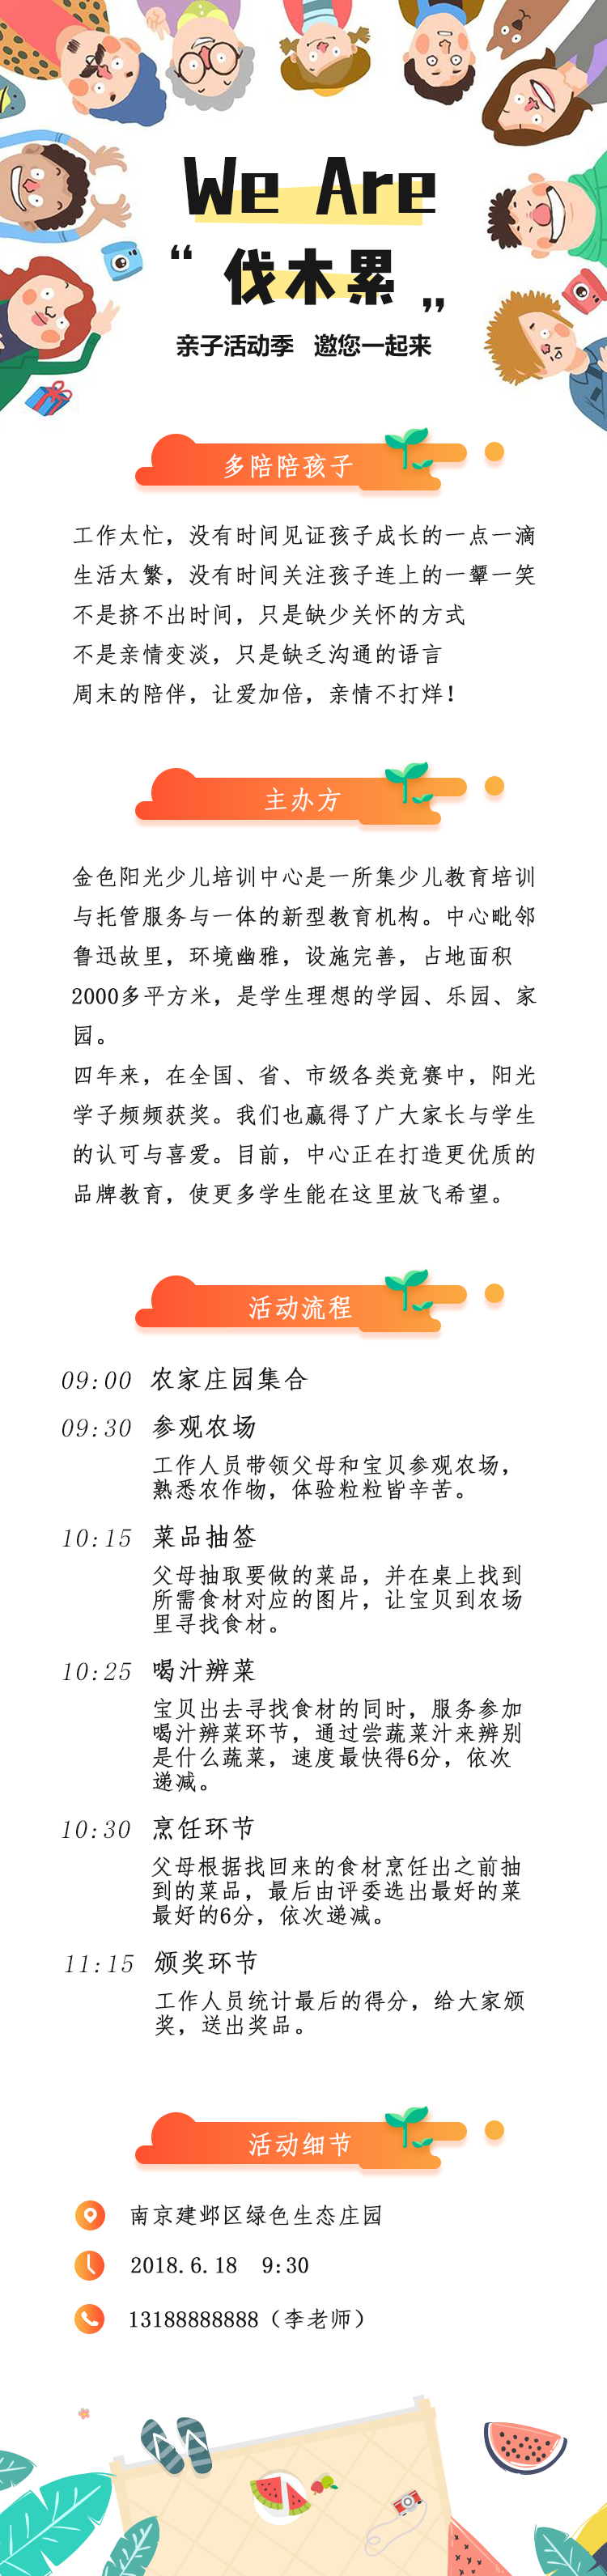 We Are
“ 伐木累 ”
亲子活动季 邀您一起来
多陪陪孩子
工作太忙，没有时间见证孩子成长的一点一滴
生活太繁，没有时间关注孩子连上的一颦一笑
不是挤不出时间，只是缺少关怀的方式
不是亲情变淡，只是缺乏沟通的语言
周末的陪伴，让爱加倍，亲情不打烊！
主办方
金色阳光少儿培训中心是一所集少儿教育培训
与托管服务与一体的新型教育机构。中心毗邻
鲁迅故里，环境幽雅，设施完善，占地面积
2000多平方米，是学生理想的学园、乐园、家
园。
四年来，在全国、省、市级各类竞赛中，阳光
学子频频获奖。我们也赢得了广大家长与学生
的认可与喜爱。目前，中心正在打造更优质的
品牌教育，使更多学生能在这里放飞希望。
活动流程
09:00 农家庄园集合
09:30 参观农场
工作人员带领父母和宝贝参观农场，
熟悉农作物，体验粒粒皆辛苦。
10:15 菜品抽签
父母抽取要做的菜品，并在桌上找到
所需食材对应的图片，让宝贝到农场
里寻找食材。
10:25 喝汁辨菜
宝贝出去寻找食材的同时，服务参加
喝汁辨菜环节，通过尝蔬菜汁来辨别
是什么蔬菜，速度最快得6分，依次
递减。
10:30 烹饪环节
父母根据找回来的食材烹饪出之前抽
到的菜品，最后由评委选出最好的菜
最好的6分，依次递减。
11:15 颁奖环节
工作人员统计最后的得分，给大家颁
奖，送出奖品。
活动细节
南京建邺区绿色生态庄园
2018.6.18 9:30
13188888888（李老师）